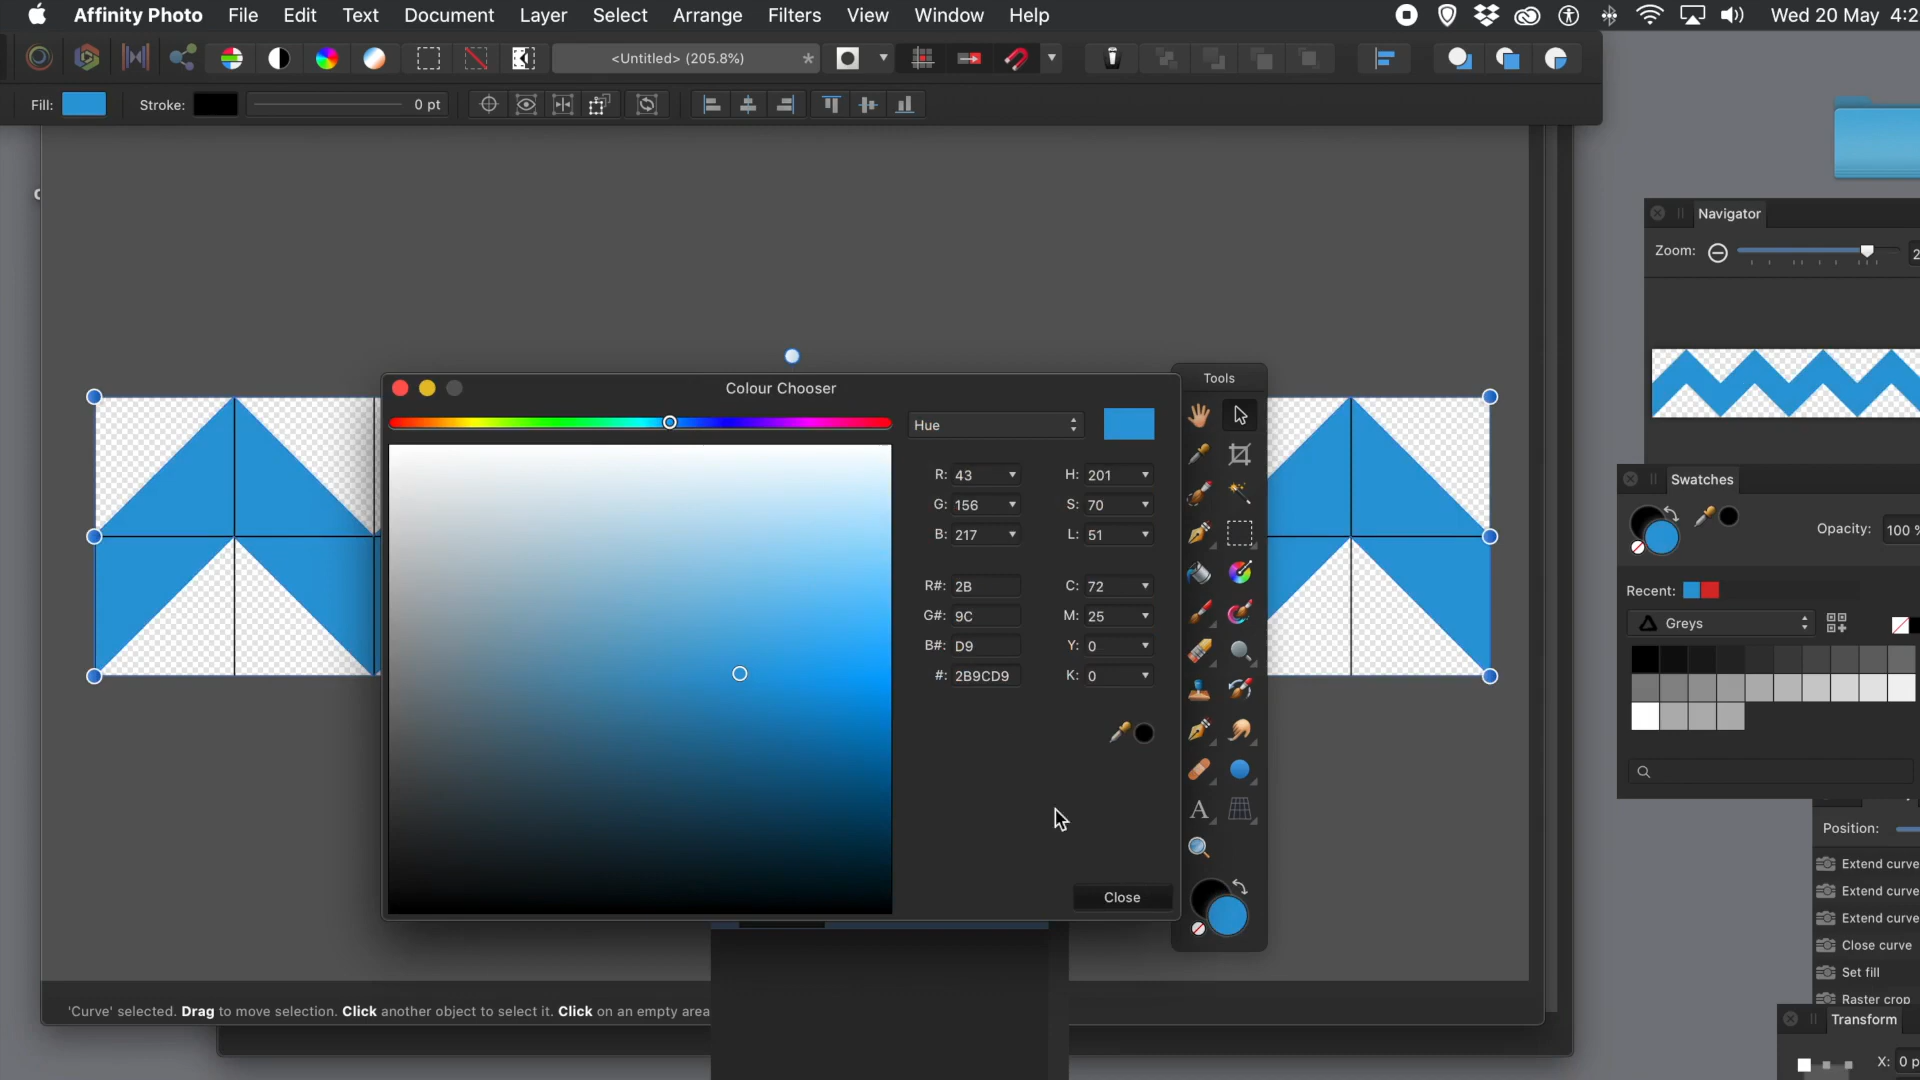 Affinity Photo File Edit Text Document Layer Select Arrange Filters View Window Help Wed 20 May 4:2
<Untitled> (205.8%) *
Fill: Stroke: 0 pt
Navigator
Zoom: 2
Colour Chooser
Hue
R: 43 H: 201
G: 156 S: 70
B: 217 L: 51
R#: 2B C: 72
G#: 9C M: 25
B#: D9 Y: 0
#: 2B9CD9 K: 0
Close
Tools
A
Swatches
Opacity: 100 %
Recent:
Greys
Position:
Extend curve
Extend curve
Extend curve
Close curve
Set fill
Raster crop
Transform
X: 0 p
'Curve' selected. Drag to move selection. Click another object to select it. Click on an empty area